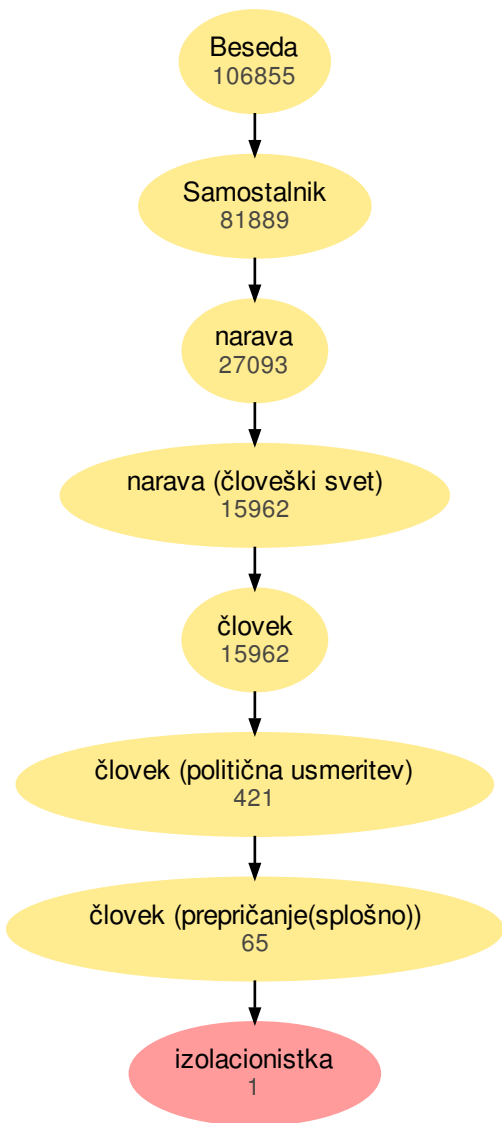 Beseda
106855
Samostalnik
81889
narava
27093
narava (človeški svet)
15962
človek
15962
človek (politična usmeritev)
421
človek (prepričanje(splošno))
65
izolacionistka
1